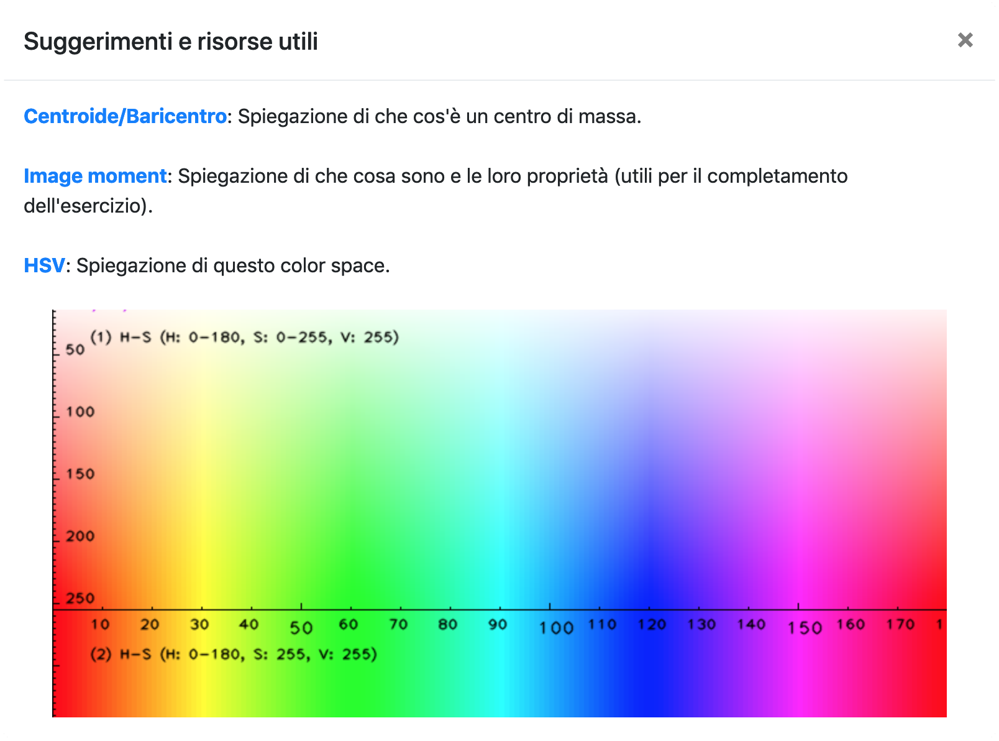 Suggerimenti e risorse utili ×
Centroide/Baricentro: Spiegazione di che cos'è un centro di massa.
Image moment: Spiegazione di che cosa sono e le loro proprietà (utili per il completamento
dell'esercizio).
HSV: Spiegazione di questo color space.
(1) H-S (H: 0-180, S: 0-255, V: 255)
50
100
150
200
250
10 20 30 40 50 60 70 80 90 100 110 120 130 140 150 160 170 1
(2) H-S (H: 0-180, S: 255, V: 255)